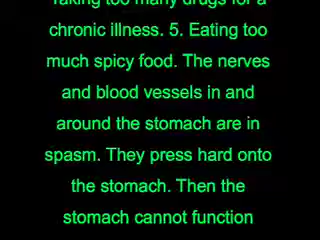 Taking too many drugs for a
chronic illness. 5. Eating too
much spicy food. The nerves
and blood vessels in and
around the stomach are in
spasm. They press hard onto
the stomach. Then the
stomach cannot function